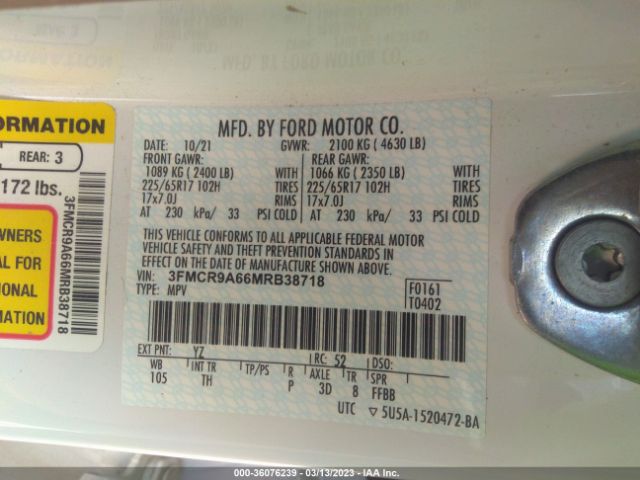 ORMATION
REAR: 3
172 lbs.
3FMCR9A66MRB38718
WNERS
AL FOR
IONAL
RMATION
MFD. BY FORD MOTOR CO.
DATE: 10/21 GVWR: 2100 KG ( 4630 LB)
FRONT GAWR: REAR GAWR:
1089 KG ( 2400 LB) WITH 1066 KG ( 2350 LB) WITH
225/65R17 102H TIRES 225/65R17 102H TIRES
17x7.0J RIMS 17x7.0J RIMS
AT 230 kPa/ 33 PSI COLD AT 230 kPa/ 33 PSI COLD
THIS VEHICLE CONFORMS TO ALL APPLICABLE FEDERAL MOTOR
VEHICLE SAFETY AND THEFT PREVENTION STANDARDS IN
EFFECT ON THE DATE OF MANUFACTURE SHOWN ABOVE.
VIN: 3FMCR9A66MRB38718
TYPE: MPV
F0161
T0402
EXT PNT: YZ RC: 52 DSO:
WB INT TR TP/PS R AXLE TR SPR
105 TH P 3D 8 FFBB
UTC ▽5U5A-1520472-BA
000-36076239 - 03/13/2023 - IAA Inc.